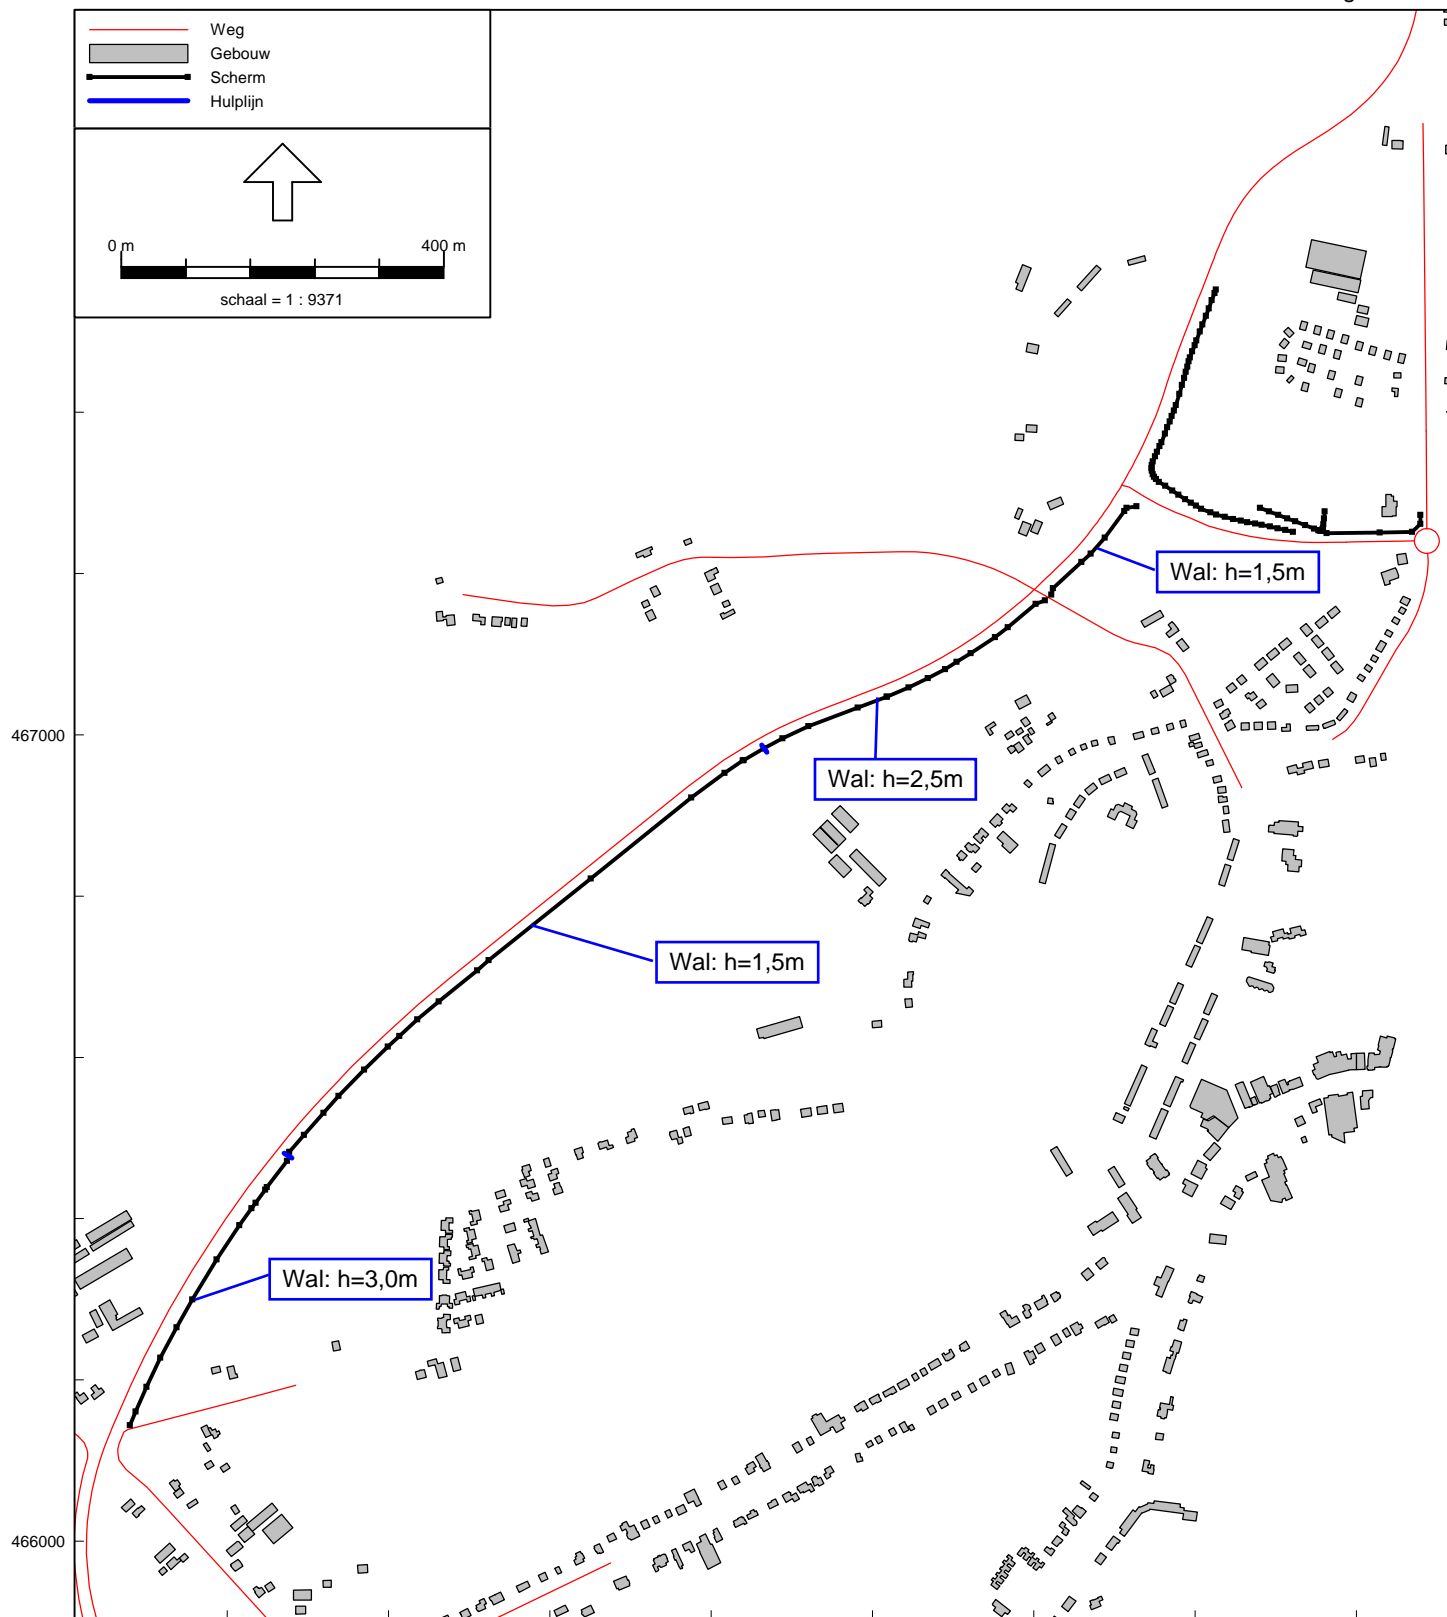 Weg
Gebouw
Scherm
Hulplijn
0 m 400 m
schaal = 1 : 9371
Wal: h=1,5m
467000
Wal: h=2,5m
Wal: h=1,5m
Wal: h=3,0m
466000